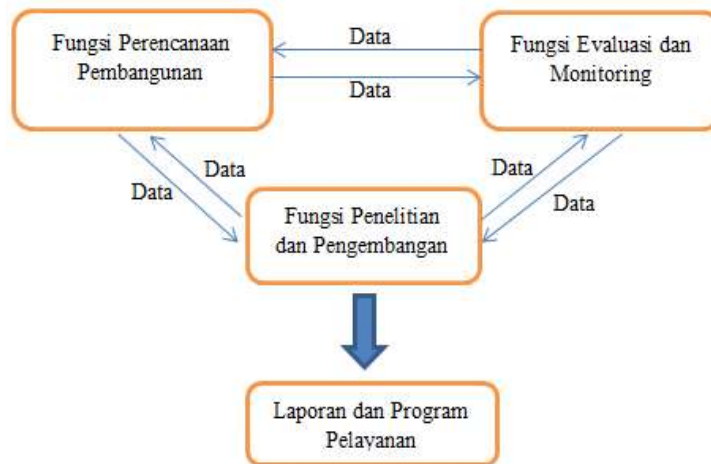 Fungsi Perencanaan
Pembangunan
Data
Data
Fungsi Evaluasi dan
Monitoring
Data
Data
Data
Data
Fungsi Penelitian
dan Pengembangan
Laporan dan Program
Pelayanan